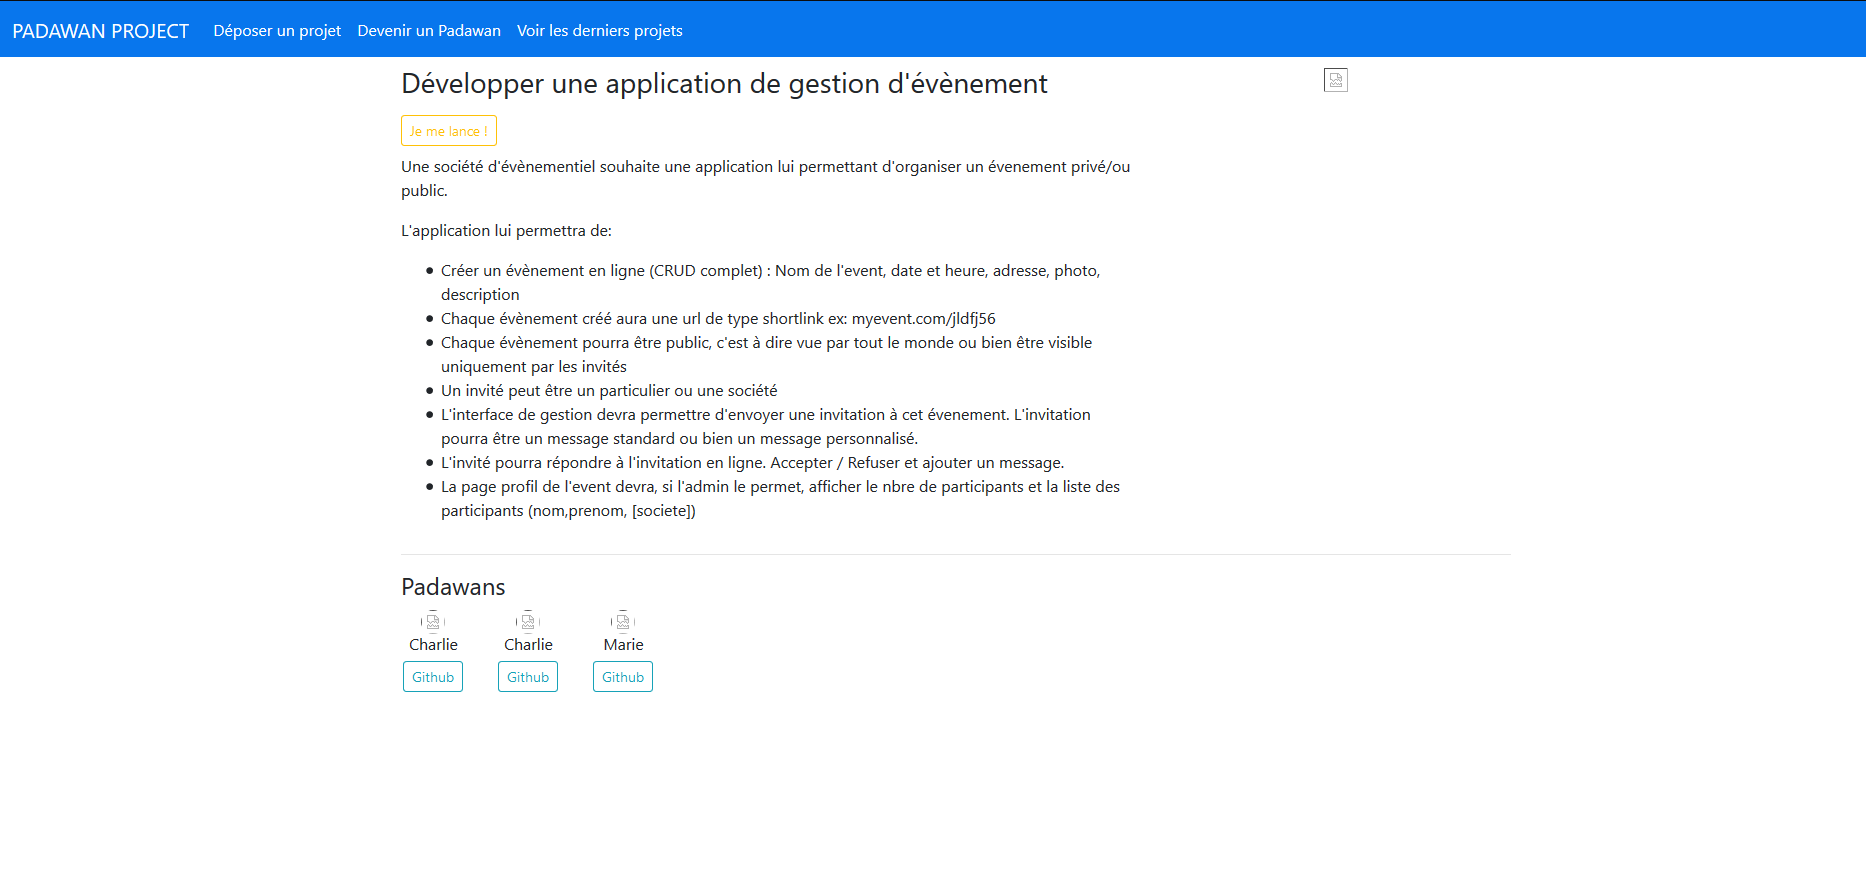 PADAWAN PROJECT Déposer un projet Devenir un Padawan Voir les derniers projets
Développer une application de gestion d'évènement
Je me lance !
Une société d'évènementiel souhaite une application lui permettant d'organiser un évenement privé/ou
public.
L'application lui permettra de:
• Créer un évènement en ligne (CRUD complet) : Nom de l'event, date et heure, adresse, photo,
description
• Chaque évènement créé aura une url de type shortlink ex: myevent.com/jldfj56
• Chaque évènement pourra être public, c'est à dire vue par tout le monde ou bien être visible
uniquement par les invités
• Un invité peut être un particulier ou une société
• L'interface de gestion devra permettre d'envoyer une invitation à cet évenement. L'invitation
pourra être un message standard ou bien un message personnalisé.
• L'invité pourra répondre à l'invitation en ligne. Accepter / Refuser et ajouter un message.
• La page profil de l'event devra, si l'admin le permet, afficher le nbre de participants et la liste des
participants (nom,prenom, [societe])
Padawans
Charlie Charlie Marie
Github Github Github